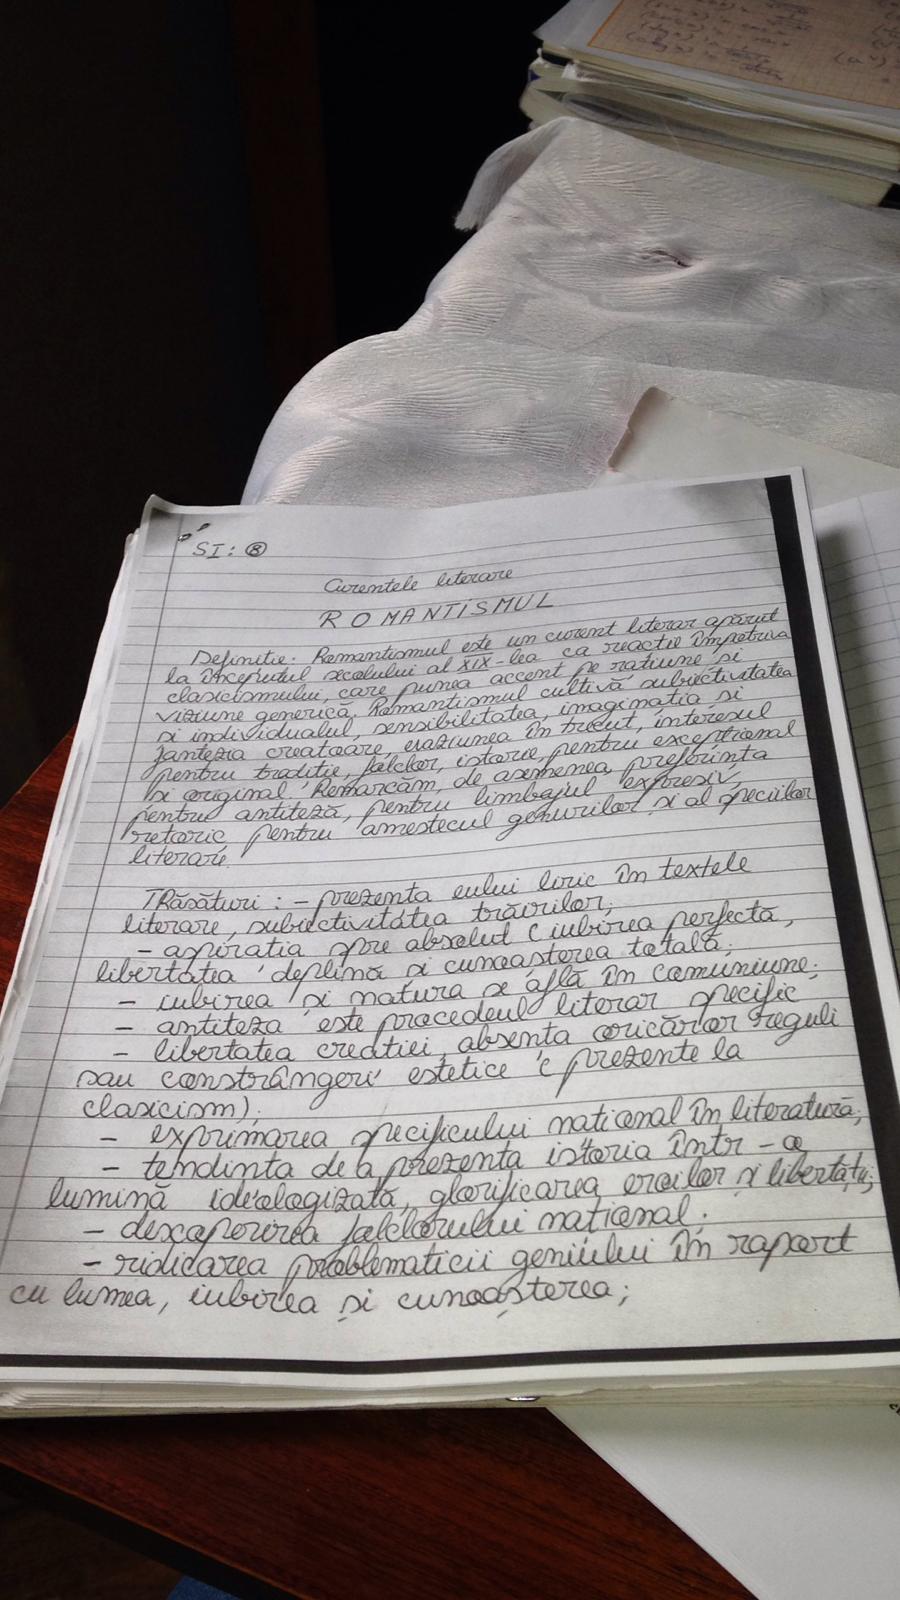 SI: 8
Curentele literare
ROMANTISMUL
Definiție: Romantismul este un curent literar apărut
la începutul secolului al XIX-lea ca reacție împotriva
clasicismului, care punea accent pe rațiune și
viziune generică. Romantismul cultivă subiectivitatea
și individualul, sensibilitatea, imaginația și
fantezia creatoare, evaziunea în trecut, interesul
pentru tradiție, folclor, istorie, pentru excepțional
și original. Remarcăm, de asemenea, preferința
pentru antiteză, pentru limbajul expresiv,
retoric pentru amestecul genurilor și al speciilor
literare.
TRăsături: - prezența eului liric în textele
literare, subiectivitatea trăirilor;
- aspirația spre absolut (iubirea perfectă,
libertatea deplină și cunoașterea totală;
- iubirea și natura se află în comuniune;
- antiteza este procedeul literar specific
- libertatea creației, absența oricăror reguli
sau constrângeri estetice (prezente la
clasicism);
- exprimarea specificului național în literatură;
- tendința de a prezenta istoria într-o
lumină ideologizată, glorificarea eroilor și libertății;
- descoperirea folclorului național;
- ridicarea problematicii geniului în raport
cu lumea, iubirea și cunoașterea;